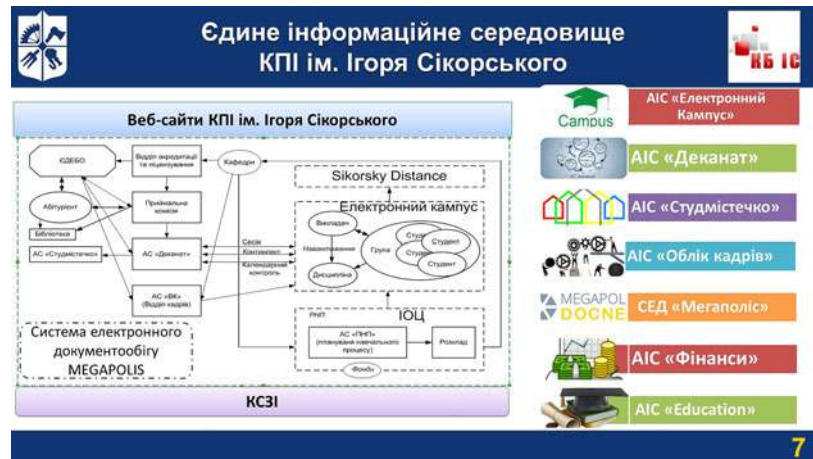 Єдине інформаційне середовище
КПІ ім. Ігоря Сікорського
КБ ІС
Веб-сайти КПІ ім. Ігоря Сікорського
ЄДЕБО
Відділ акредитації
та ліцензування
Кафедри
Абітурієнт
Приймальна
комісія
Бібліотека
АС «Студмістечко»
АС «Деканат»
Сесія
Контингент
Календарний
контроль
АС «ВК»
(Відділ кадрів)
Sikorsky Distance
Електронний кампус
Викладач
Навантаження
Дисципліна
Група
Студент
Студент
РНП
ІОЦ
АС «ПНП»
(планування навчального
процесу)
Розклад
Фонди
Система електронного
документообігу
MEGAPOLIS
КСЗІ
Campus
АІС «Електронний
Кампус»
АІС «Деканат»
АІС «Студмістечко»
АІС «Облік кадрів»
MEGAPOL
DOCNE
СЕД «Мегаполіс»
АІС «Фінанси»
АІС «Education»
7